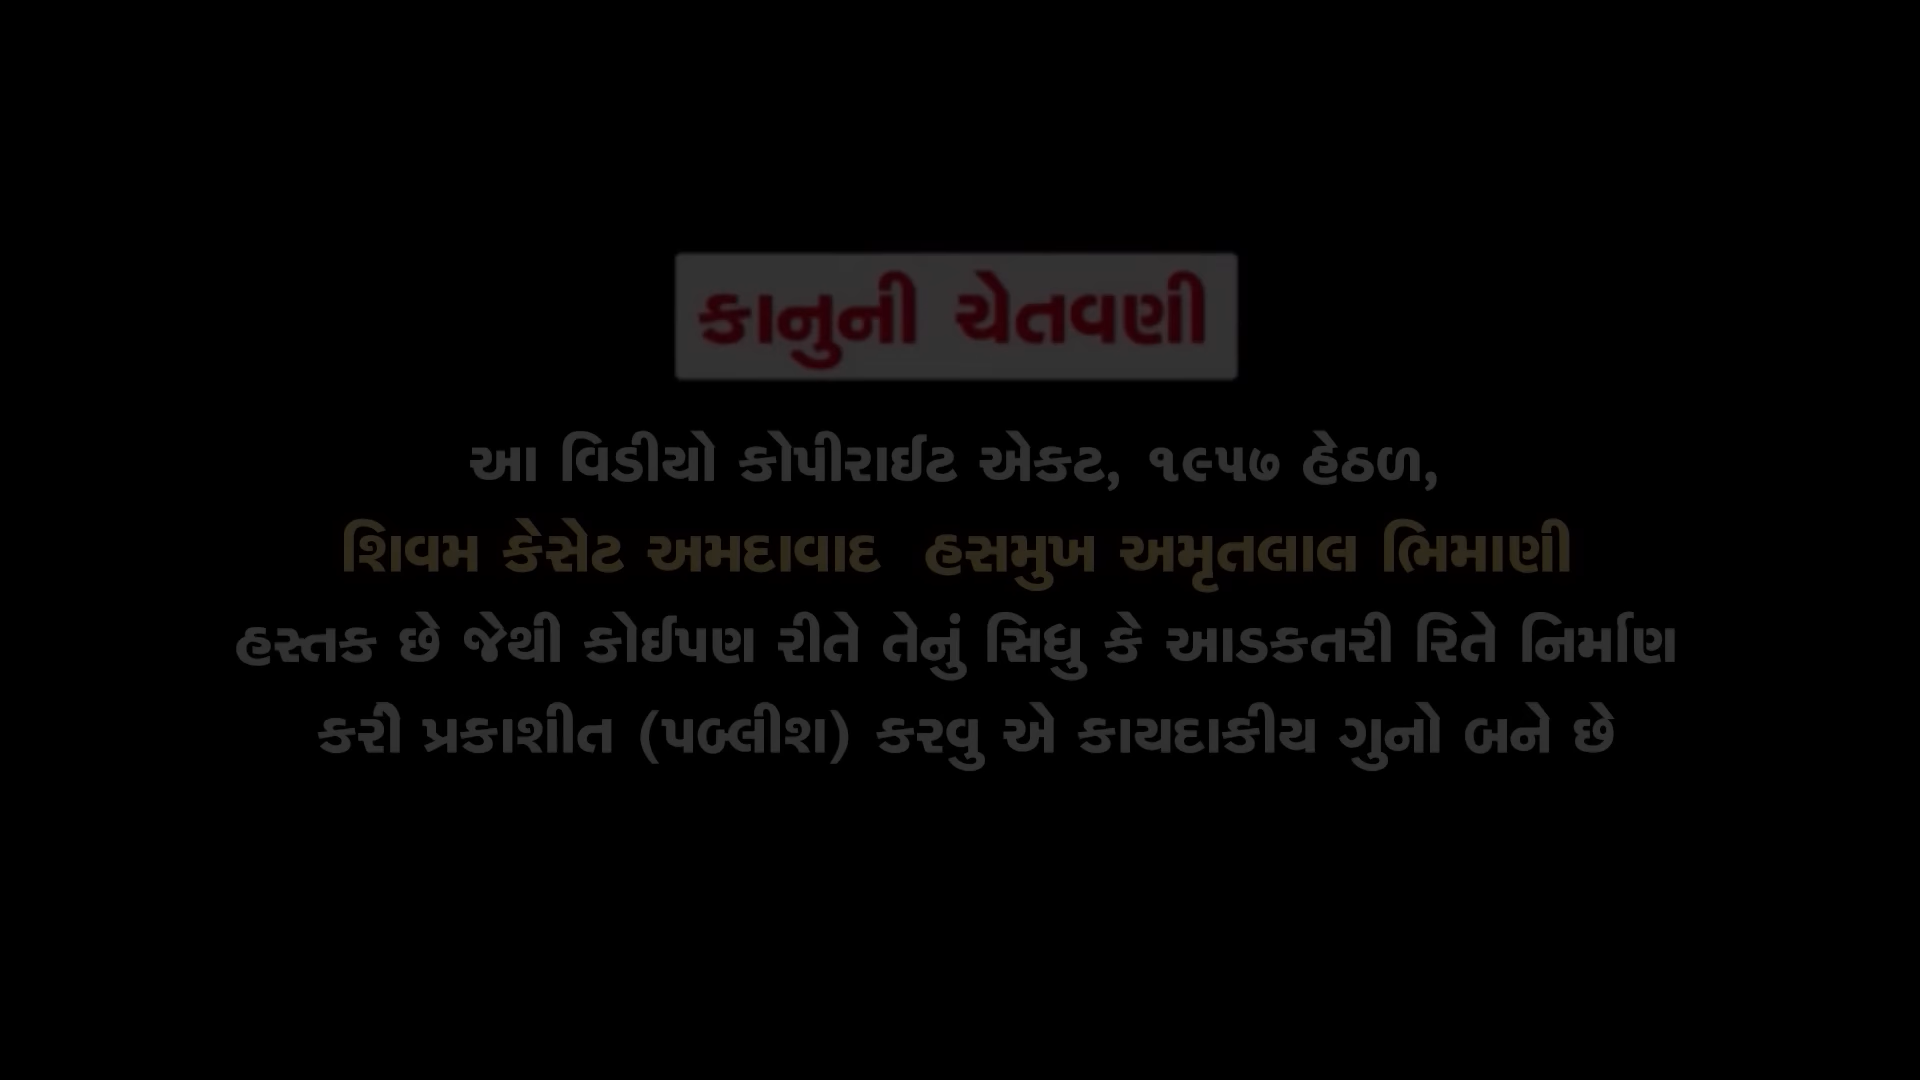 કાનુની ચેતવણી
આ વિડીયો કોપીરાઈટ એકટ, ૧૯૫૭ હેઠળ,
શિવમ કેસેટ અમદાવાદ હસમુખ અમૃતલાલ ભિમાણી
હસ્તક છે જેથી કોઈપણ રીતે તેનું સિધુ કે આડકતરી રિતે નિર્માણ
કરી પ્રકાશીત (પબ્લીશ) કરવુ એ કાયદાકીય ગુનો બને છે